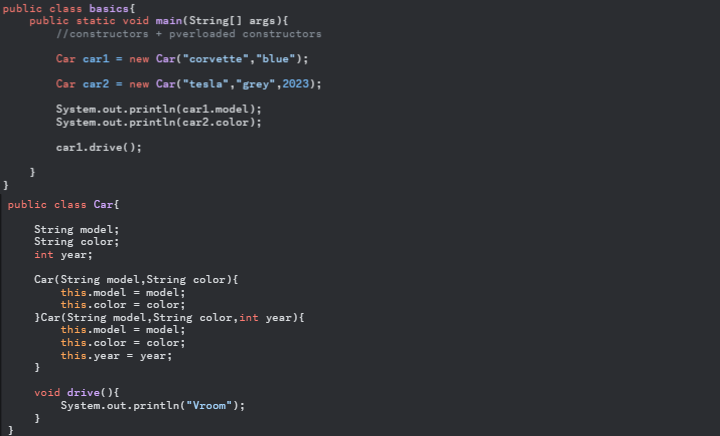 public class basics{
public static void main(String[] args){
//constructors + pverloaded constructors
Car car1 = new Car("corvette","blue");
Car car2 = new Car("tesla","grey",2023);
System.out.println(car1.model);
System.out.println(car2.color);
car1.drive();
}
}
public class Car{
String model;
String color;
int year;
Car(String model,String color){
this.model = model;
this.color = color;
}Car(String model,String color,int year){
this.model = model;
this.color = color;
this.year = year;
}
void drive(){
System.out.println("Vroom");
}
}